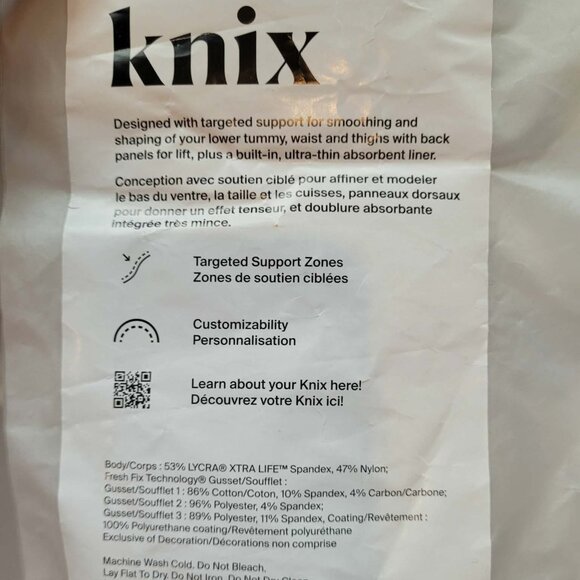 knix
Designed with targeted support for smoothing and
shaping of your lower tummy, waist and thighs with back
panels for lift, plus a built-in, ultra-thin absorbent liner.
Conception avec soutien ciblé pour affiner et modeler
le bas du ventre, la taille et les cuisses, panneaux dorsaux
pour donner un effet tenseur, et doublure absorbante
intégrée très mince.
Targeted Support Zones
Zones de soutien ciblées
Customizability
Personnalisation
Learn about your Knix here!
Découvrez votre Knix ici!
Body/Corps : 53% LYCRA® XTRA LIFE™ Spandex, 47% Nylon;
Fresh Fix Technology® Gusset/Soufflet :
Gusset/Soufflet 1 : 86% Cotton/Coton, 10% Spandex, 4% Carbon/Carbone;
Gusset/Soufflet 2 : 96% Polyester, 4% Spandex;
Gusset/Soufflet 3 : 89% Polyester, 11% Spandex, Coating/Revêtement :
100% Polyurethane coating/Revêtement polyuréthane
Exclusive of Decoration/Décorations non comprise
Machine Wash Cold. Do Not Bleach.
Lay Flat To Dry. Do Not Iron. Do Not Dry Clean